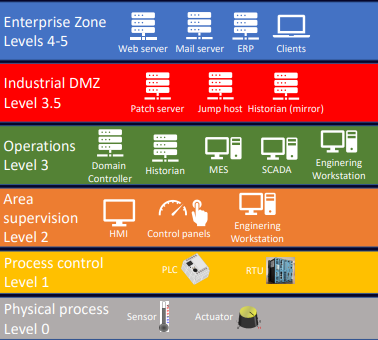 Enterprise Zone
Levels 4-5
Web server
Mail server
ERP
Clients
Industrial DMZ
Level 3.5
Patch server
Jump host
Historian (mirror)
Operations
Level 3
Domain
Controller
Historian
MES
SCADA
Enginering
Workstation
Area
supervision
Level 2
HMI
Control panels
Enginering
Workstation
Process control
Level 1
PLC
RTU
Physical process
Level 0
Sensor
Actuator